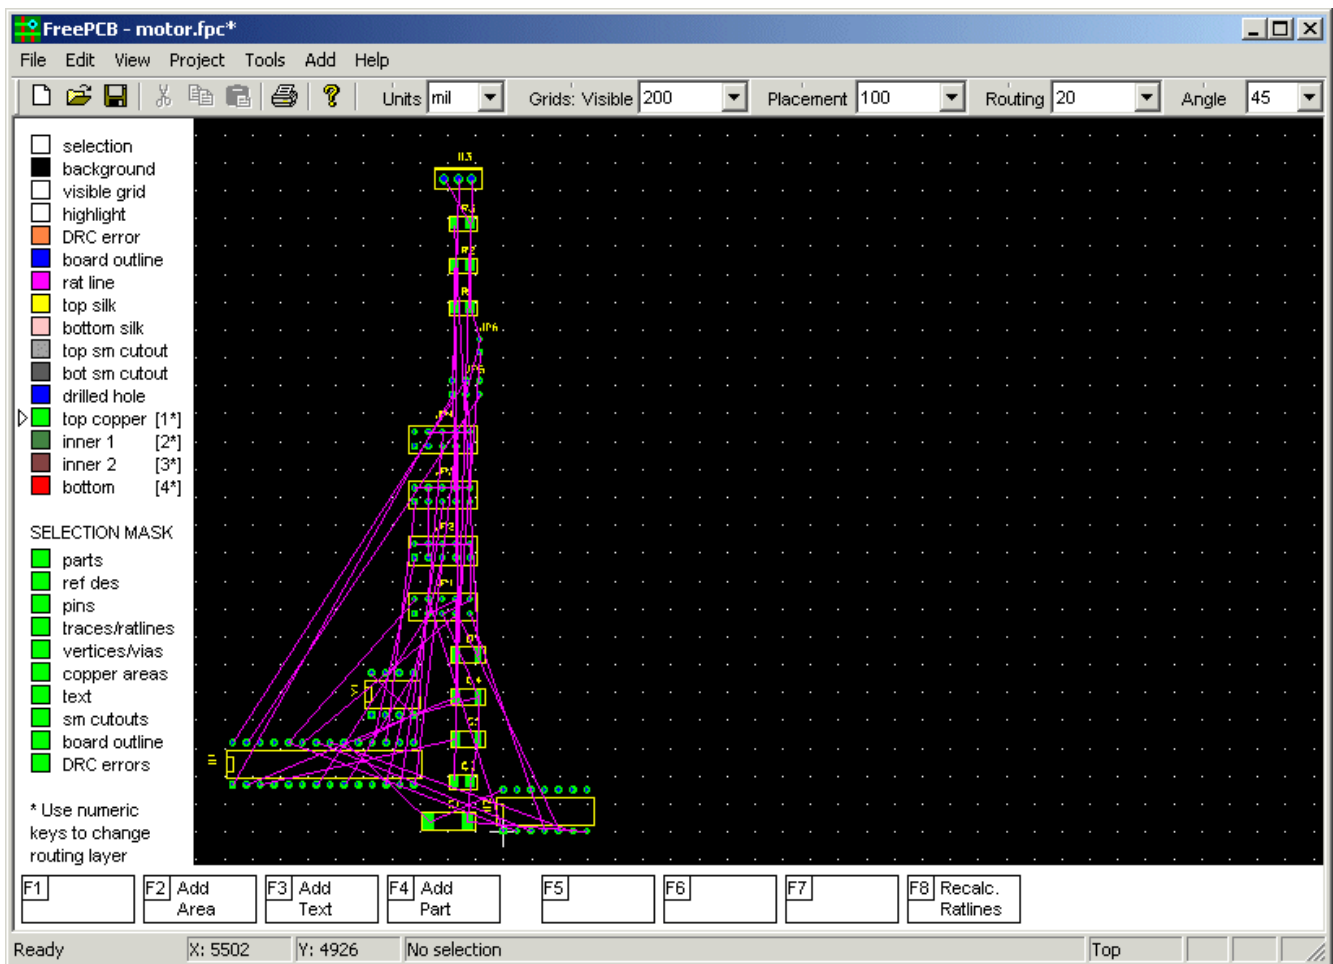 FreePCB - motor.fpc*
File Edit View Project Tools Add Help
Units mil Grids: Visible 200 Placement 100 Routing 20 Angle 45
selection
background
visible grid
highlight
DRC error
board outline
rat line
top silk
bottom silk
top sm cutout
bot sm cutout
drilled hole
top copper [1*]
inner 1 [2*]
inner 2 [3*]
bottom [4*]
SELECTION MASK
parts
ref des
pins
traces/ratlines
vertices/vias
copper areas
text
sm cutouts
board outline
DRC errors
* Use numeric
keys to change
routing layer
JP6
F1
F2 Add
Area
F3 Add
Text
F4 Add
Part
F5
F6
F7
F8 Recalc.
Ratlines
Ready X: 5502 Y: 4926 No selection Top